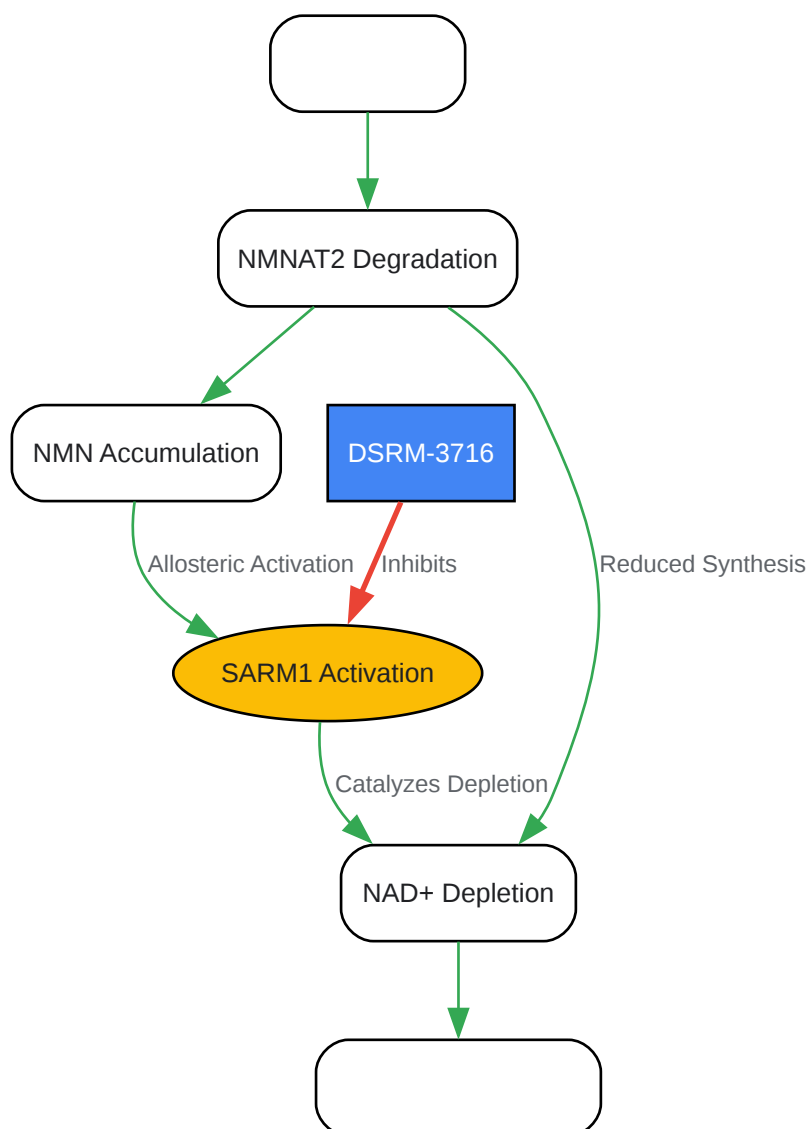 NMNAT2 Degradation
NMN Accumulation
DSRM-3716
Allosteric Activation
Inhibits
Reduced Synthesis
SARM1 Activation
Catalyzes Depletion
NAD+ Depletion